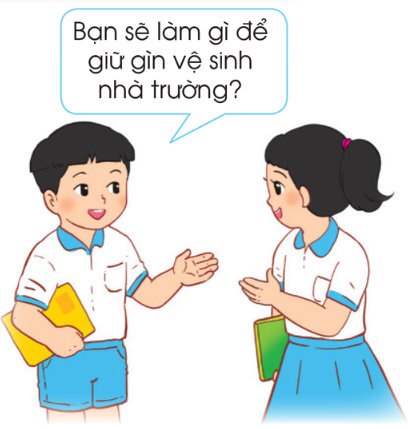 Bạn sẽ làm gì để
giữ gìn vệ sinh
nhà trường?